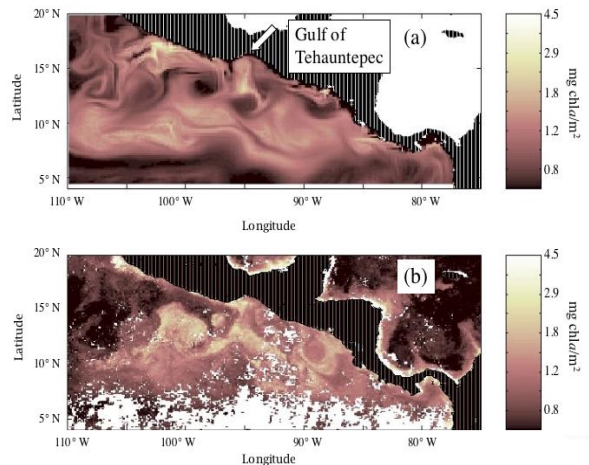 20° N
15° N
10° N
5° N
Latitude
Gulf of
Tehauntepec
(a)
4.5
2.9
1.8
1.2
0.8
mg chla/m²
110° W
100° W
90° W
80° W
Longitude
20° N
15° N
10° N
5° N
Latitude
(b)
4.5
2.9
1.8
1.2
0.8
mg chla/m²
110° W
100° W
90° W
80° W
Longitude